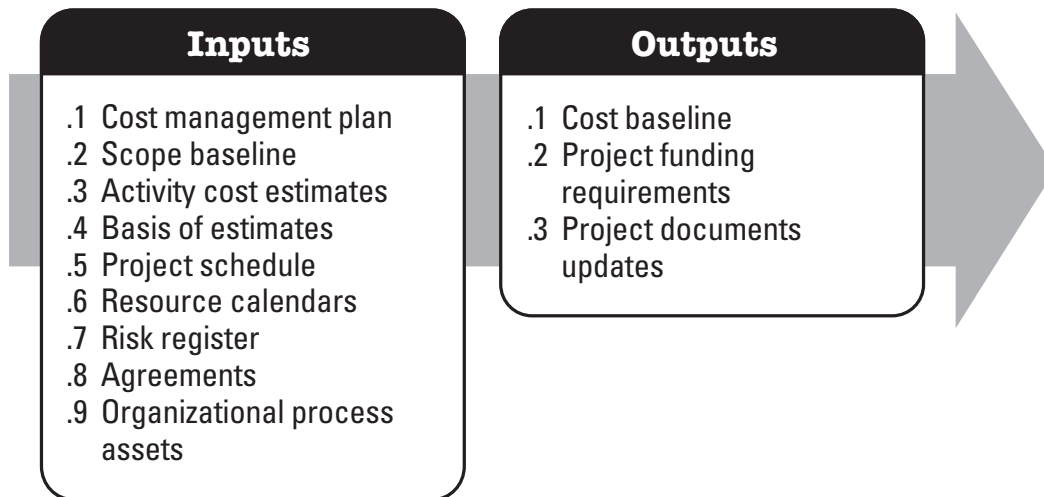 Inputs
.1 Cost management plan
.2 Scope baseline
.3 Activity cost estimates
.4 Basis of estimates
.5 Project schedule
.6 Resource calendars
.7 Risk register
.8 Agreements
.9 Organizational process
assets
Outputs
.1 Cost baseline
.2 Project funding
requirements
.3 Project documents
updates